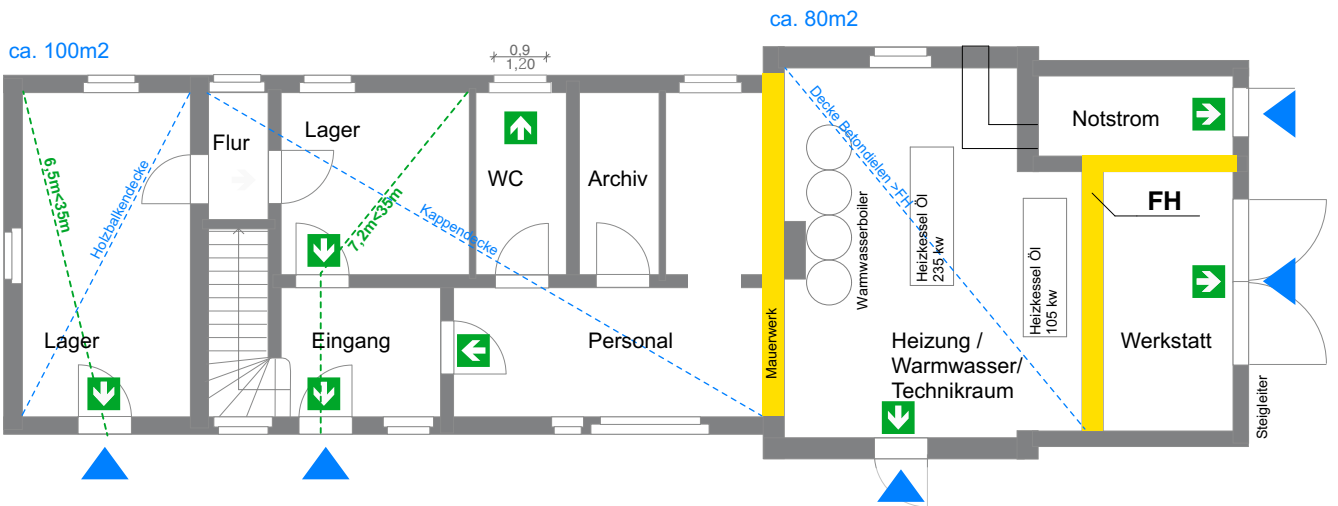 ca. 80m2
ca. 100m2
0,9
1,20
Flur
Lager
WC
Archiv
Notstrom
6,5m<35m
Holzbalkendecke
7,2m<35m
Kappendecke
Decke Betondielen >FH
Warmwasserboiler
Heizkessel Öl
235 kw
Heizkessel Öl
105 kw
FH
Lager
Eingang
Personal
Mauerwerk
Heizung /
Warmwasser/
Technikraum
Werkstatt
Steigleiter